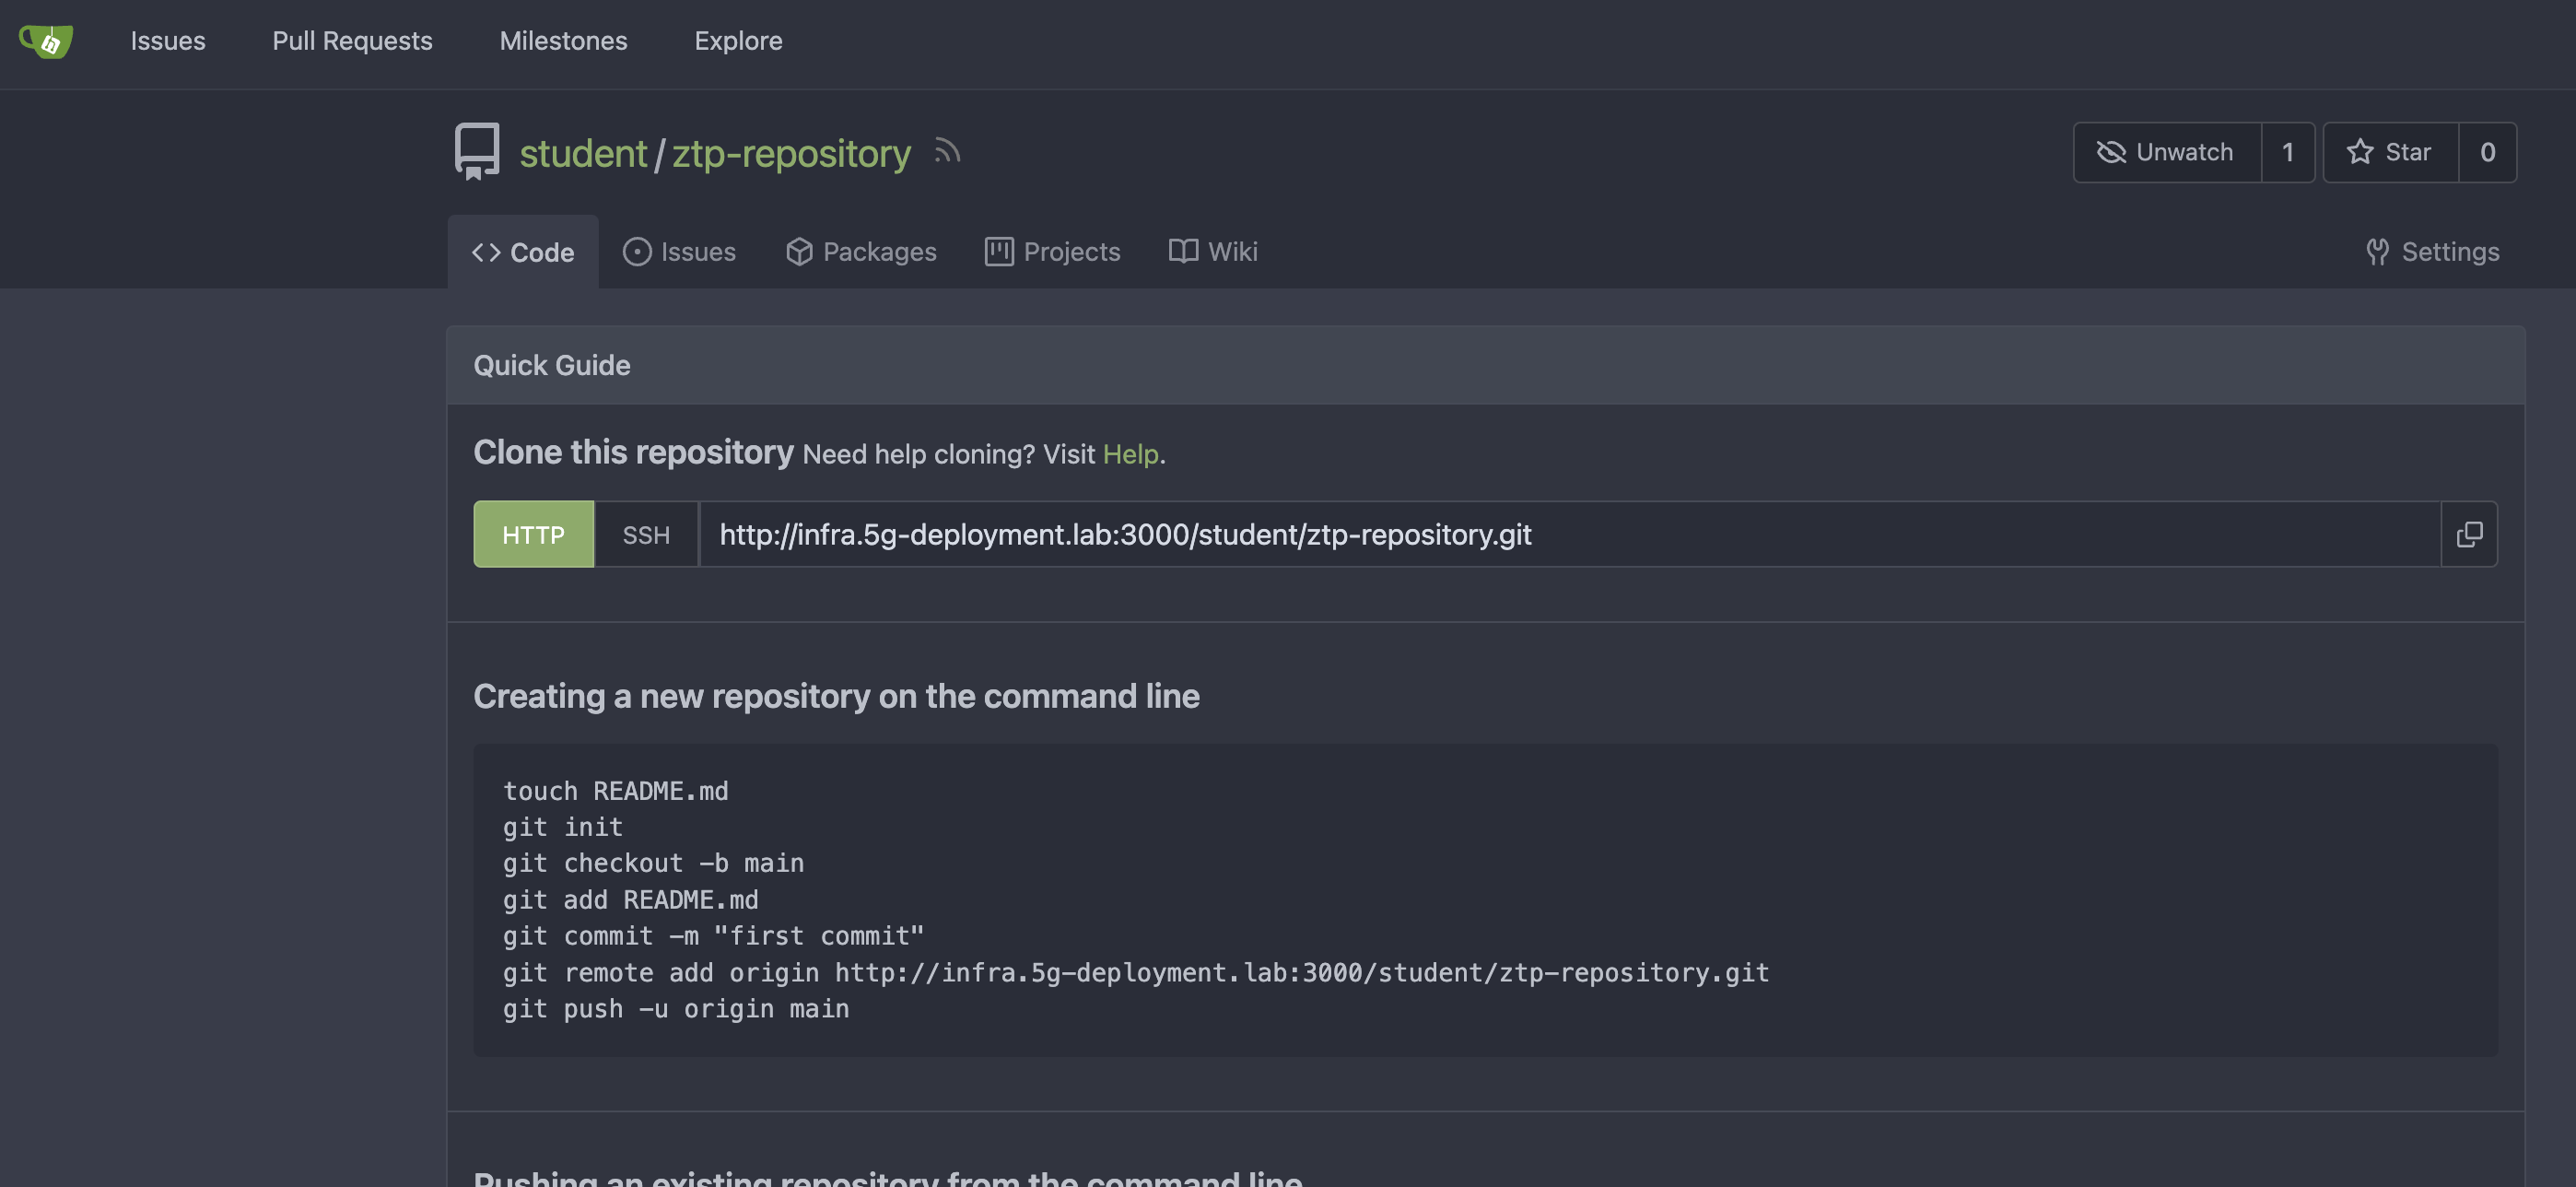 Issues Pull Requests Milestones Explore
student/ztp-repository
Unwatch 1 Star 0
Code Issues Packages Projects Wiki Settings
Quick Guide
Clone this repository Need help cloning? Visit Help.
HTTP SSH http://infra.5g-deployment.lab:3000/student/ztp-repository.git
Creating a new repository on the command line
touch README.md
git init
git checkout -b main
git add README.md
git commit -m "first commit"
git remote add origin http://infra.5g-deployment.lab:3000/student/ztp-repository.git
git push -u origin main
Pushing an existing repository from the command line